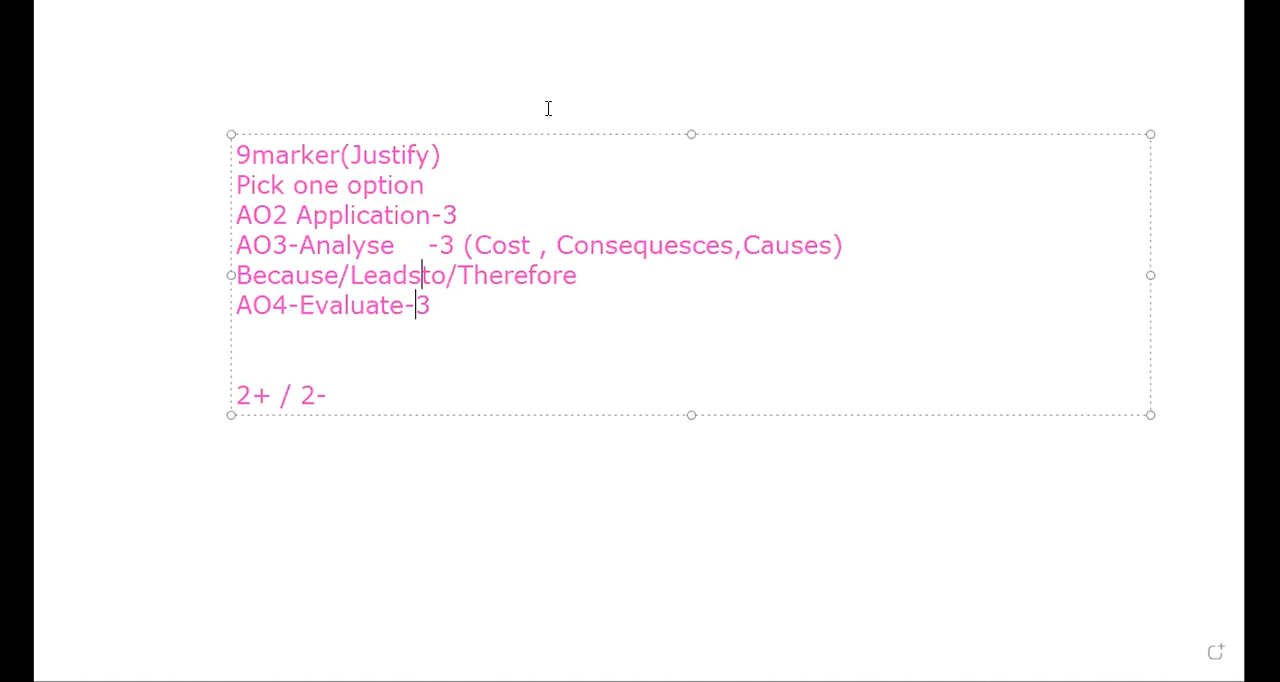 9marker(Justify)
Pick one option
AO2 Application-3
AO3-Analyse    -3 (Cost , Consequesces,Causes)
Because/Leadsto/Therefore
AO4-Evaluate-3
2+ / 2-